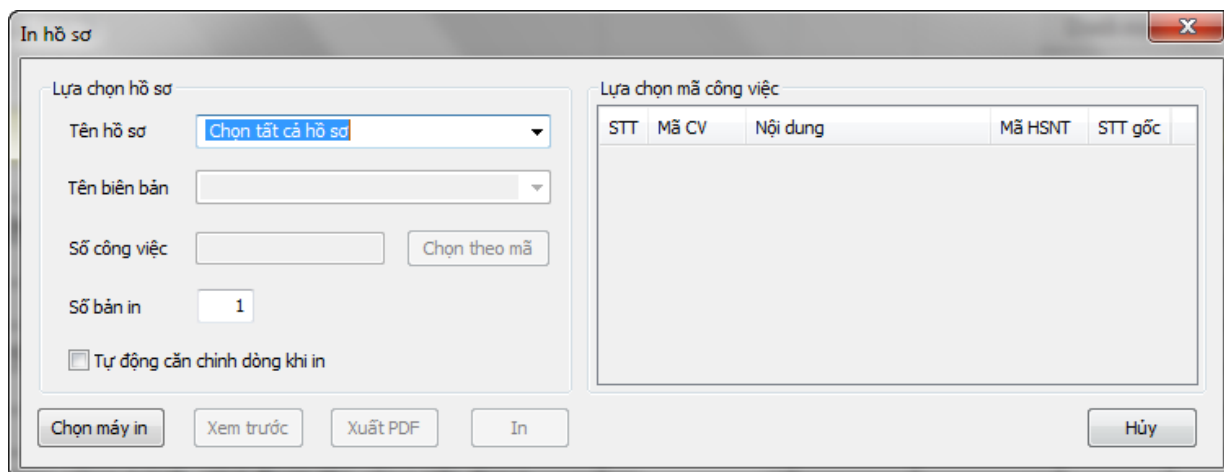 In hồ sơ
Lựa chọn hồ sơ
Tên hồ sơ Chọn tất cả hồ sơ
Tên biên bản
Số công việc Chọn theo mã
Số bản in 1
Tự động căn chỉnh dòng khi in
Lựa chọn mã công việc
STT Mã CV Nội dung Mã HSNT STT gốc
Chọn máy in Xem trước Xuất PDF In Hủy